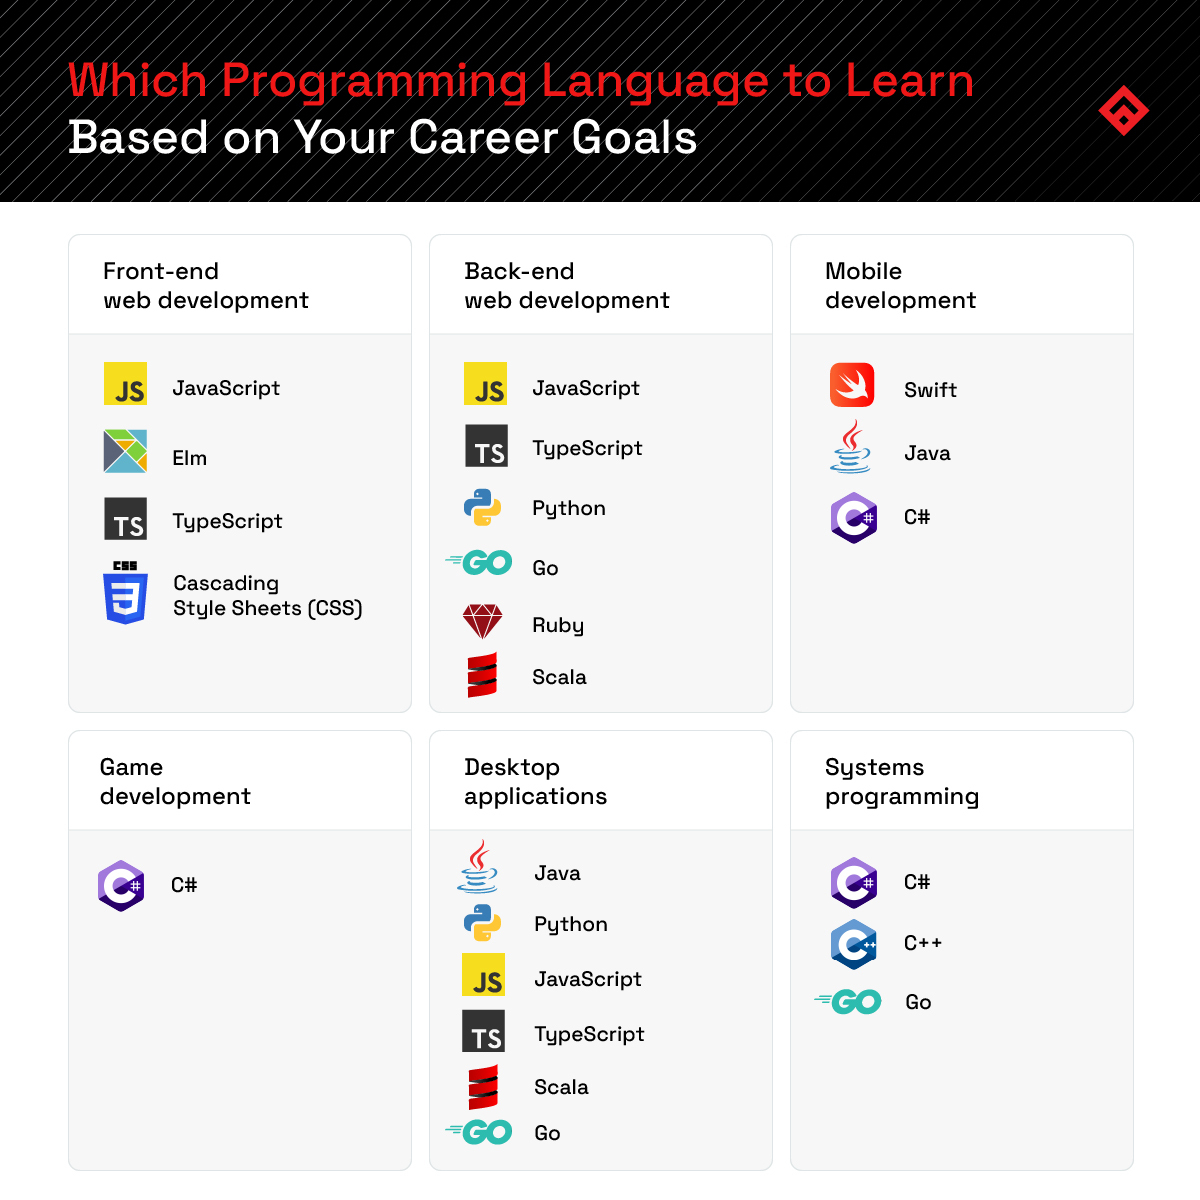 Which Programming Language to Learn
Based on Your Career Goals
Front-end
web development
JS
JavaScript
Elm
TS
TypeScript
CSS
3
Cascading
Style Sheets (CSS)
Back-end
web development
JS
JavaScript
TS
TypeScript
Python
GO
Go
Ruby
Scala
Mobile
development
Swift
Java
C#
C#
Game
development
C#
C#
Desktop
applications
Java
Python
JS
JavaScript
TS
TypeScript
Scala
GO
Go
Systems
programming
C#
C#
C++
C++
GO
Go